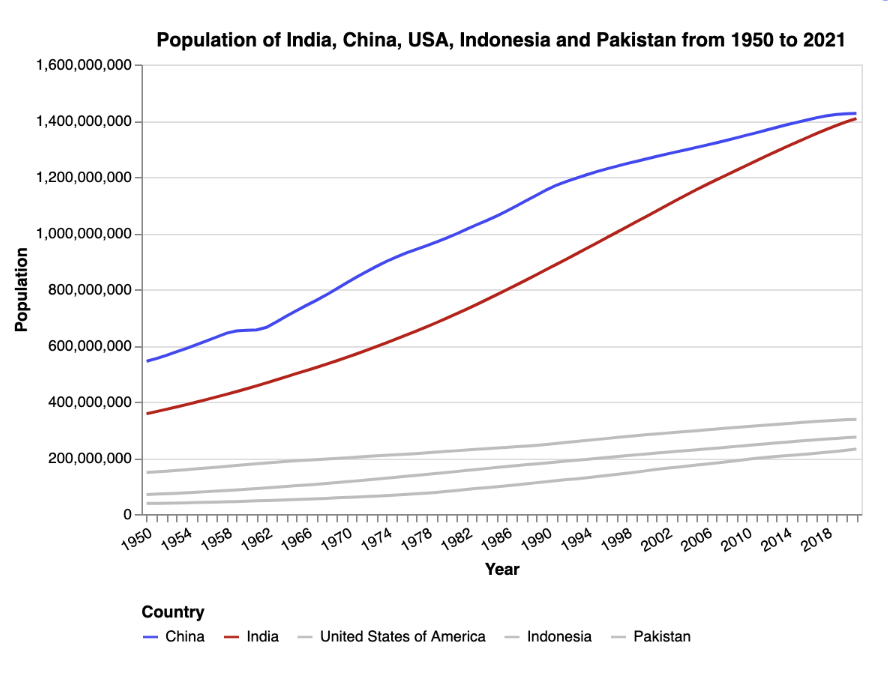 Population of India, China, USA, Indonesia and Pakistan from 1950 to 2021
1,600,000,000
1,400,000,000
1,200,000,000
1,000,000,000
800,000,000
600,000,000
400,000,000
200,000,000
0
Population
1950 1954 1958 1962 1966 1970 1974 1978 1982 1986 1990 1994 1998 2002 2006 2010 2014 2018
Year
Country
China India United States of America Indonesia Pakistan